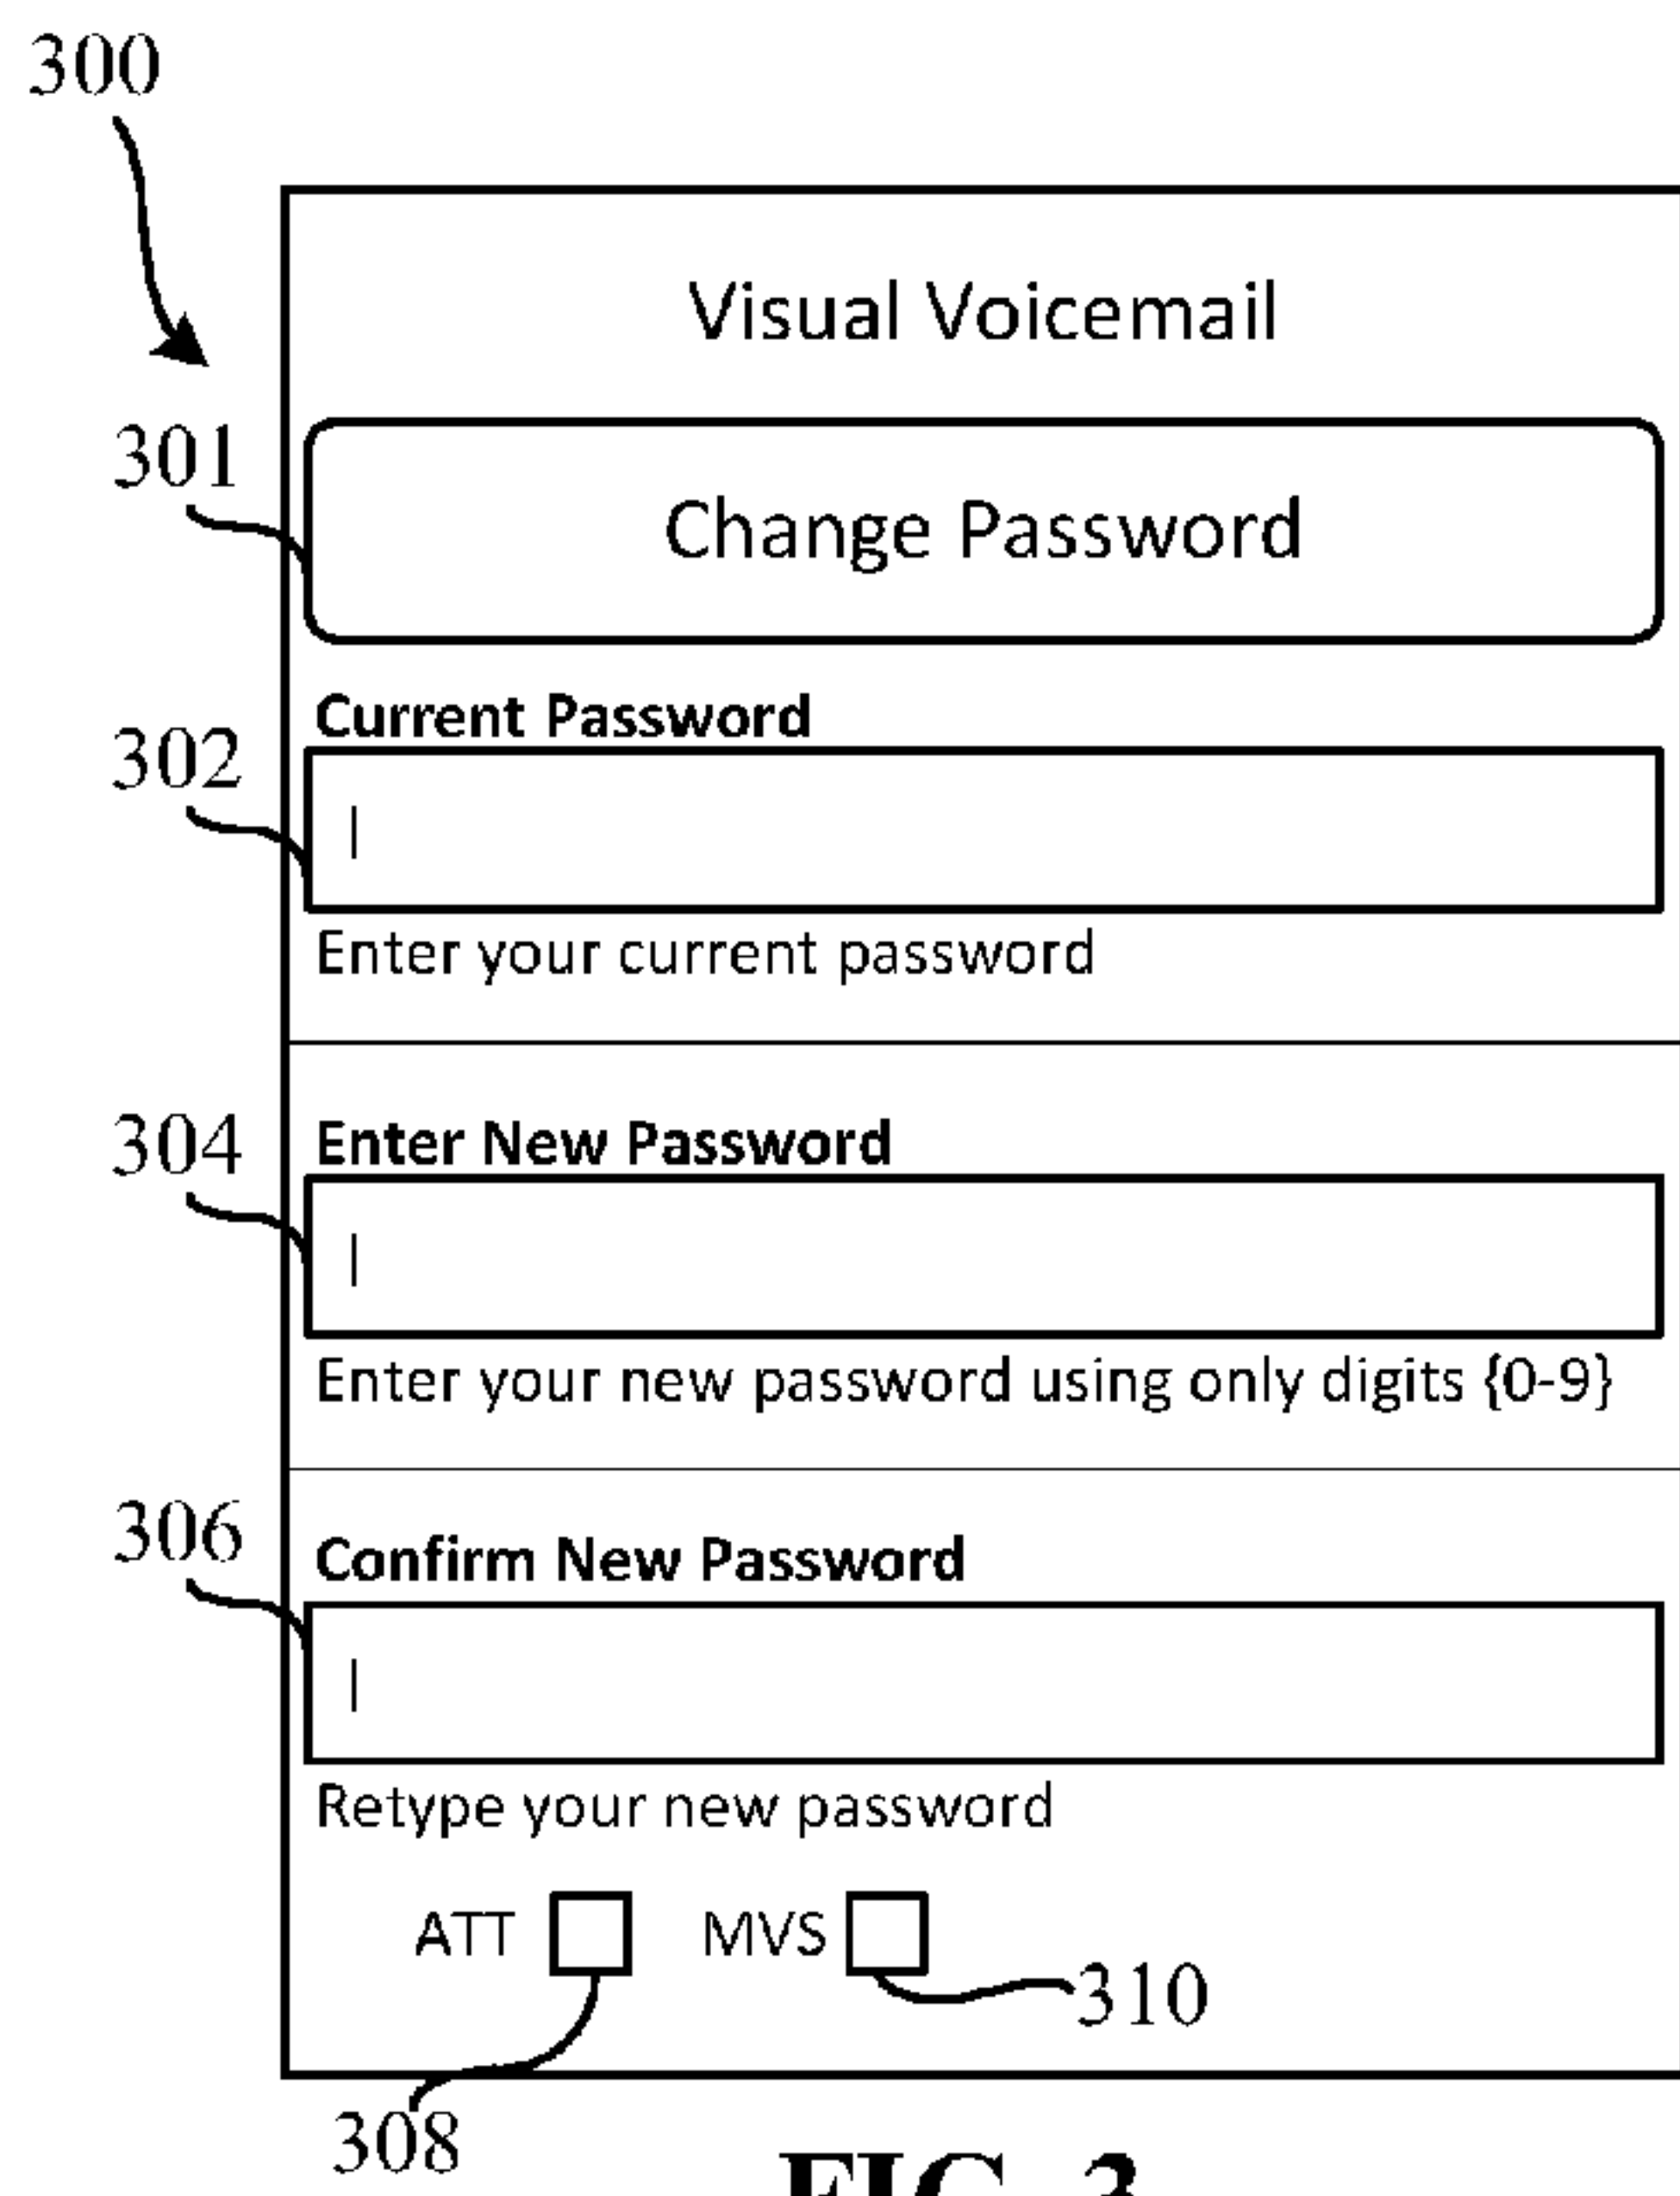 300
Visual Voicemail
301
Change Password
Current Password
302
Enter your current password
304
Enter New Password
Enter your new password using only digits {0-9}
306
Confirm New Password
Retype your new password
ATT MVS
310
308
FIG. 3